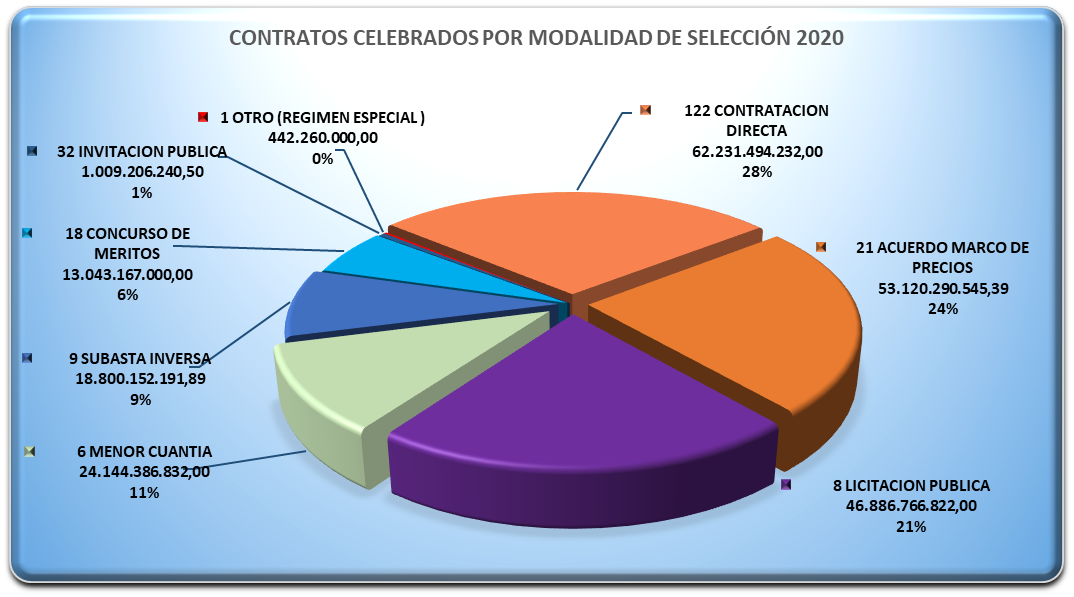 CONTRATOS CELEBRADOS POR MODALIDAD DE SELECCIÓN 2020
1 OTRO (REGIMEN ESPECIAL )
442.260.000,00
0%
122 CONTRATACION
DIRECTA
62.231.494.232,00
28%
32 INVITACION PUBLICA
1.009.206.240,50
1%
18 CONCURSO DE
MERITOS
13.043.167.000,00
6%
21 ACUERDO MARCO DE
PRECIOS
53.120.290.545,39
24%
9 SUBASTA INVERSA
18.800.152.191,89
9%
6 MENOR CUANTIA
24.144.386.832,00
11%
8 LICITACION PUBLICA
46.886.766.822,00
21%